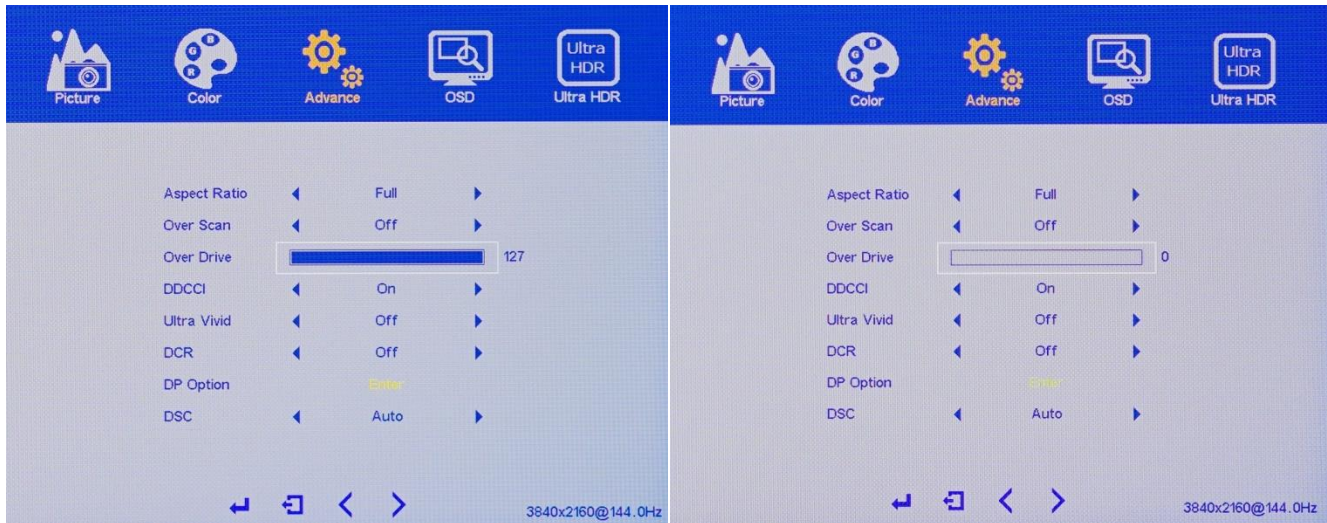 Ultra
HDR
Picture
Color
Advance
OSD
Ultra HDR
R G B
Aspect Ratio Full
Over Scan Off
Over Drive 127
DDCCI On
Ultra Vivid Off
DCR Off
DP Option Enter
DSC Auto
3840x2160@144.0Hz
Ultra
HDR
Picture
Color
Advance
OSD
Ultra HDR
R G B
Aspect Ratio Full
Over Scan Off
Over Drive 0
DDCCI On
Ultra Vivid Off
DCR Off
DP Option Enter
DSC Auto
3840x2160@144.0Hz